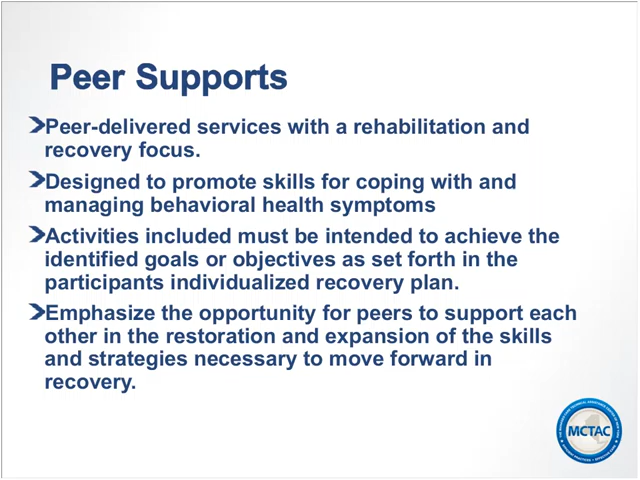 Peer Supports
Peer-delivered services with a rehabilitation and
recovery focus.
Designed to promote skills for coping with and
managing behavioral health symptoms
Activities included must be intended to achieve the
identified goals or objectives as set forth in the
participants individualized recovery plan.
Emphasize the opportunity for peers to support each
other in the restoration and expansion of the skills
and strategies necessary to move forward in
recovery.
MCTAC